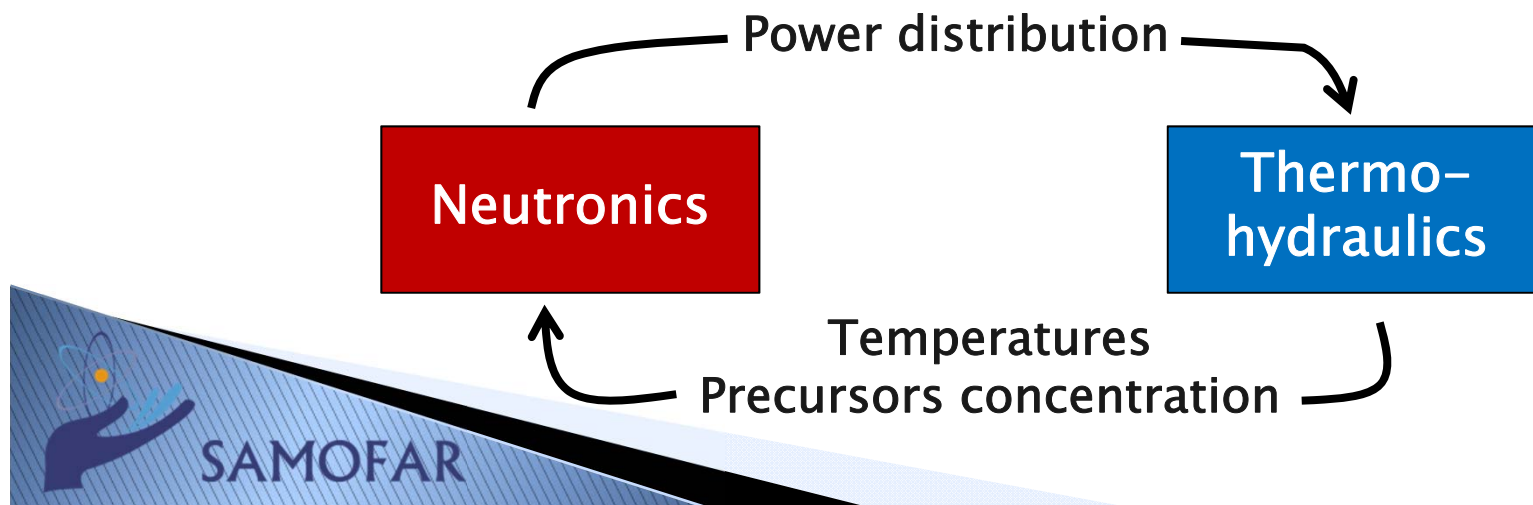 Power distribution
Neutronics
Thermo-
hydraulics
Temperatures
Precursors concentration
SAMOFAR